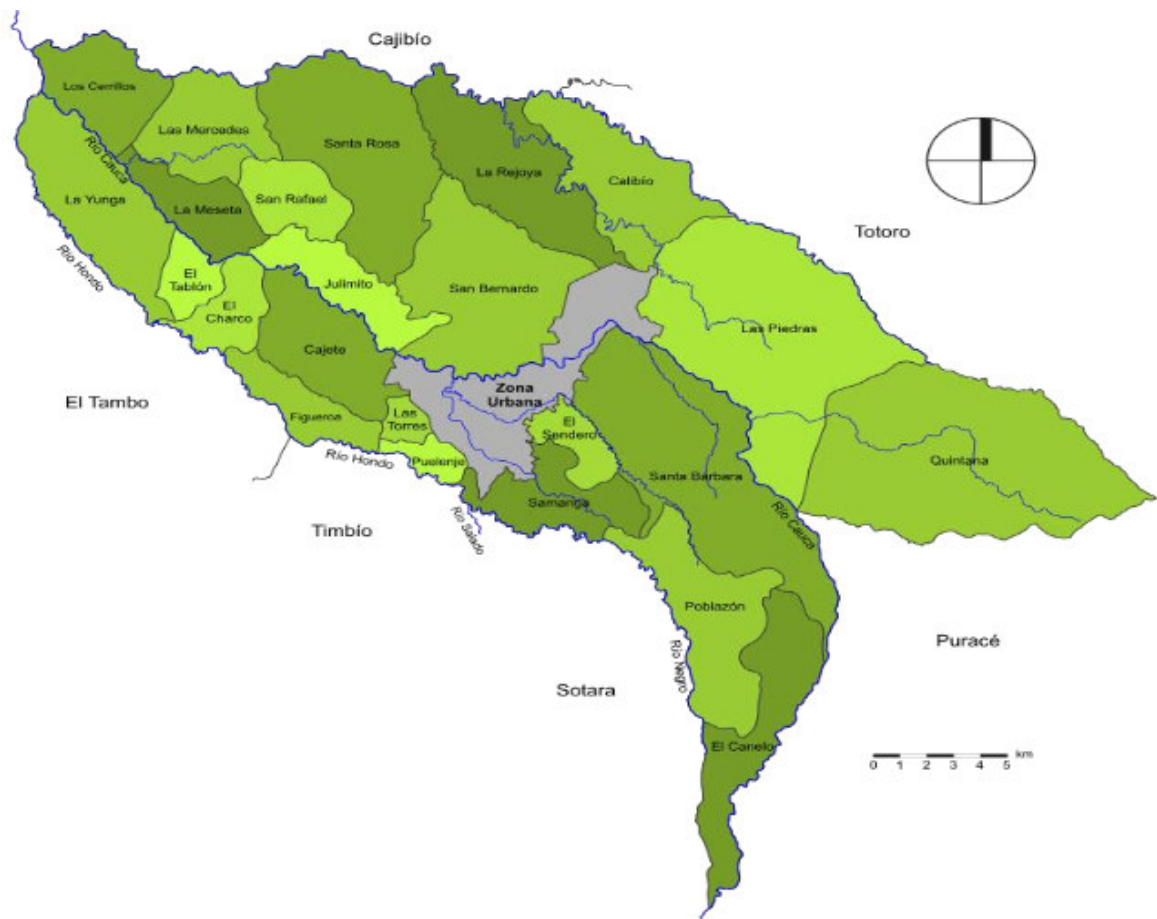 Cajibío
Los Cerrillos
Las Mercedes
Santa Rosa
La Rejoya
Calibío
Río Cauca
La Yunga
La Meseta
San Rafael
Totoro
Río Hondo
El
Tablón
Julimito
San Bernardo
El
Charco
Las Piedras
Cajete
Zona
Urbana
El Tambo
Figueroa
Las
Torres
El
Sendero
Río Hondo
Puelenje
Santa Bárbara
Quintana
Samanga
Río Cauca
Río Salado
Timbío
Poblazón
Puracé
Río Negro
Sotara
El Canelo
km
0 1 2 3 4 5